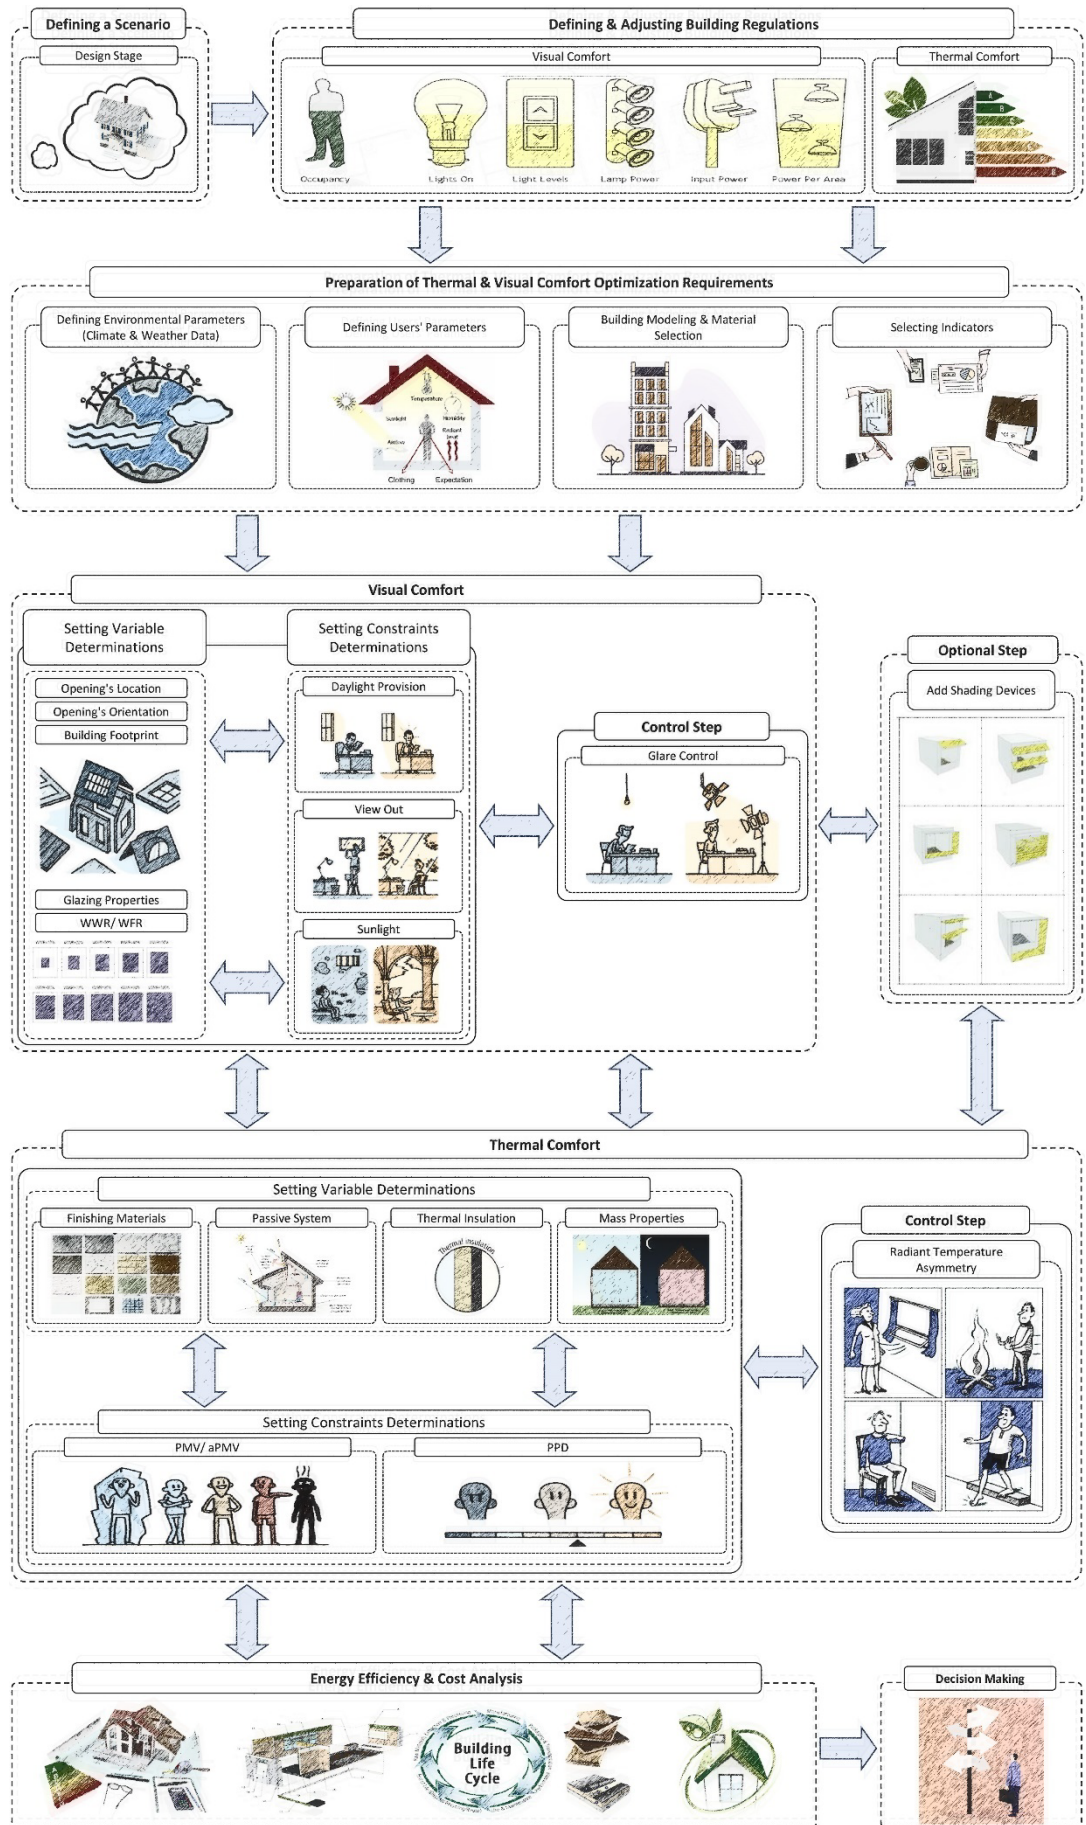 Defining a Scenario
Design Stage
Defining & Adjusting Building Regulations
Visual Comfort
Occupancy
Lights On
Light Levels
Lamp Power
Input Power
Power Per Area
Thermal Comfort
A
B
Preparation of Thermal & Visual Comfort Optimization Requirements
Defining Environmental Parameters
(Climate & Weather Data)
Defining Users' Parameters
Temperature
Sunlight
Humidity
Airflow
Radiant
level
Clothing
Expectation
Building Modeling & Material
Selection
Selecting Indicators
Visual Comfort
Setting Variable
Determinations
Opening's Location
Opening's Orientation
Building Footprint
Glazing Properties
WWR/ WFR
Setting Constraints
Determinations
Daylight Provision
View Out
Sunlight
Control Step
Glare Control
Optional Step
Add Shading Devices
Thermal Comfort
Setting Variable Determinations
Finishing Materials
Passive System
Thermal Insulation
Thermal insulation
Mass Properties
Setting Constraints Determinations
PMV/ aPMV
PPD
Control Step
Radiant Temperature
Asymmetry
Energy Efficiency & Cost Analysis
Building
Life
Cycle
Decision Making